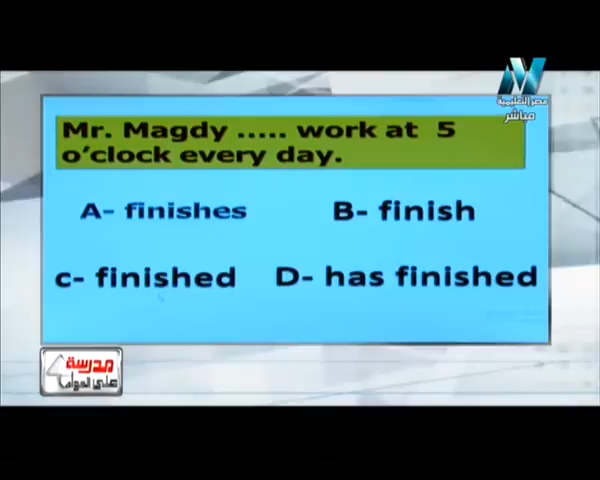 مصر التعليمية
مباشر
Mr. Magdy ..... work at 5
o'clock every day.
A- finishes
B- finish
c- finished
D- has finished
مدرسة
على الهواء